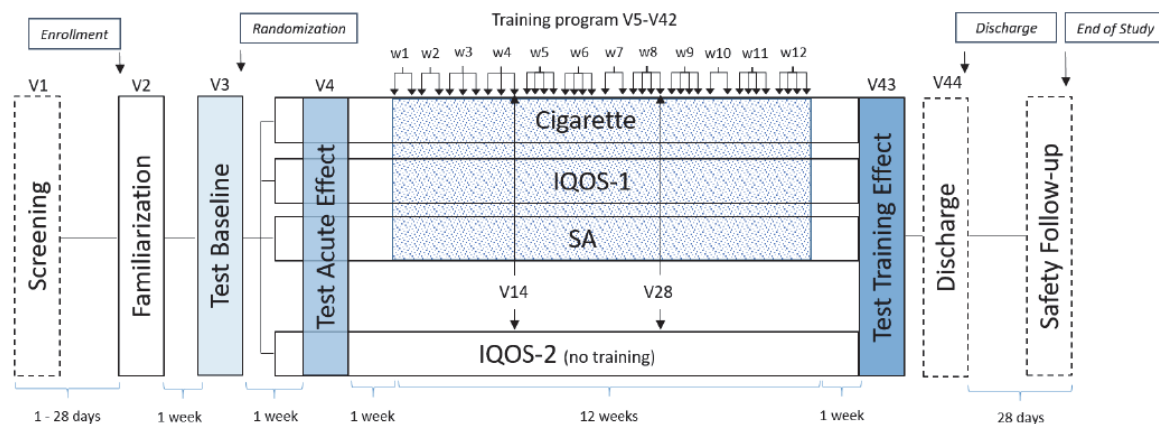 Training program V5-V42
Enrollment
Randomization
Discharge
End of Study
w1 w2 w3 w4 w5 w6 w7 w8 w9 w10 w11 w12
V1
V2
V3
V4
V43
V44
Screening
Familiarization
Test Baseline
Test Acute Effect
Cigarette
IQOS-1
SA
V14
V28
IQOS-2 (no training)
Test Training Effect
Discharge
Safety Follow-up
1 - 28 days
1 week
1 week
1 week
12 weeks
1 week
28 days